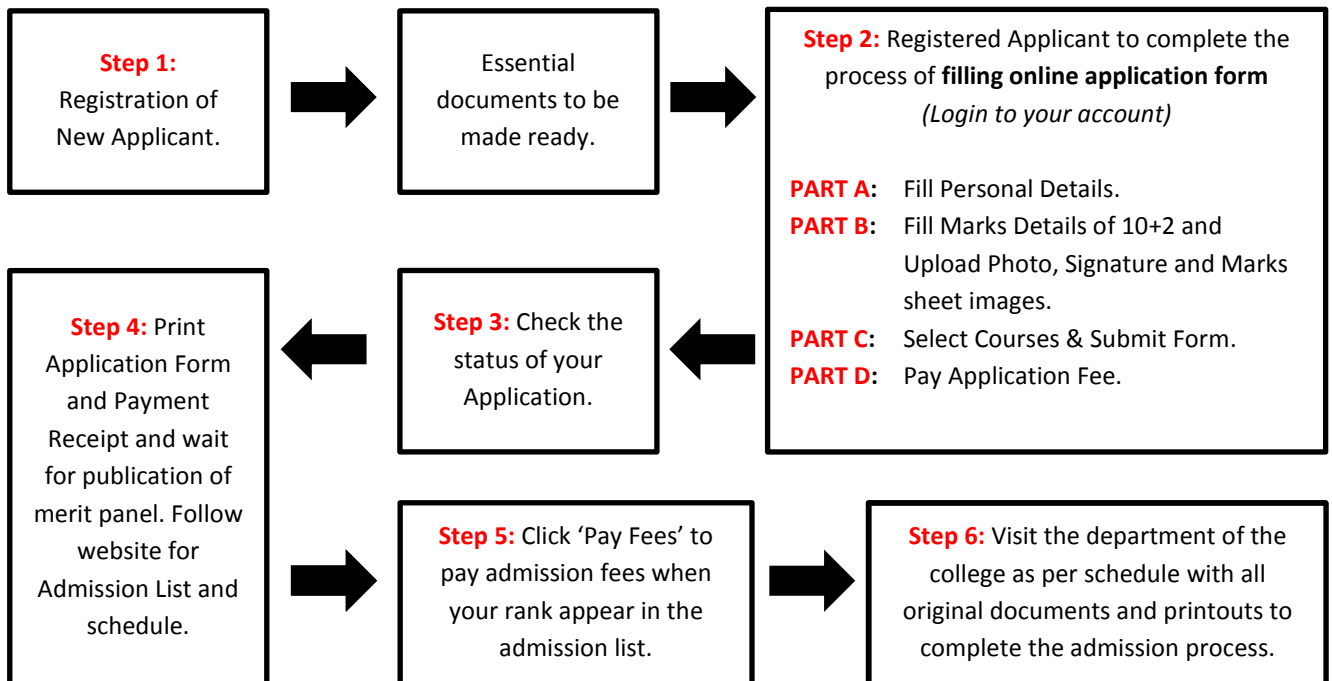 Step 1:
Registration of
New Applicant.
Essential
documents to be
made ready.
Step 2: Registered Applicant to complete the
process of filling online application form
(Login to your account)
PART A: Fill Personal Details.
PART B: Fill Marks Details of 10+2 and
Upload Photo, Signature and Marks
sheet images.
PART C: Select Courses & Submit Form.
PART D: Pay Application Fee.
Step 3: Check the
status of your
Application.
Step 4: Print
Application Form
and Payment
Receipt and wait
for publication of
merit panel. Follow
website for
Admission List and
schedule.
Step 5: Click ‘Pay Fees’ to
pay admission fees when
your rank appear in the
admission list.
Step 6: Visit the department of the
college as per schedule with all
original documents and printouts to
complete the admission process.